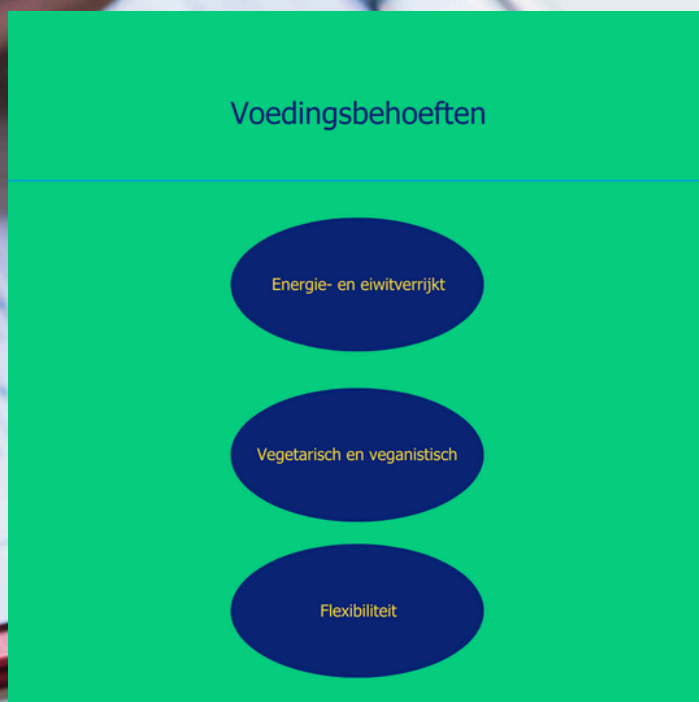 Voedingsbehoeften
Energie- en eiwitverrijkt
Vegetarisch en veganistisch
Flexibiliteit